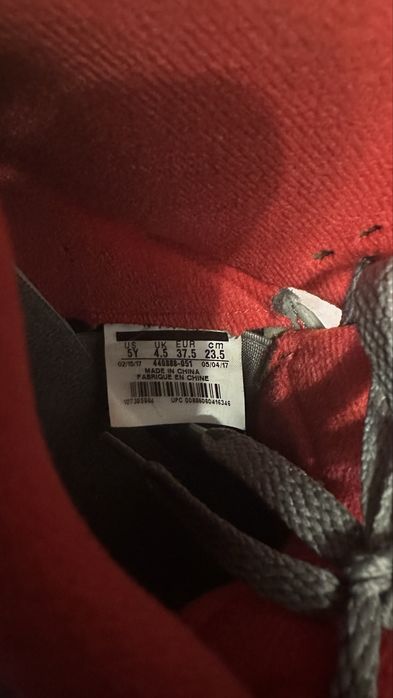 US UK EUR cm
5Y 4.5 37.5 23.5
02/15/17 440888-051 05/04/17
MADE IN CHINA
FABRIQUE EN CHINE
UPC